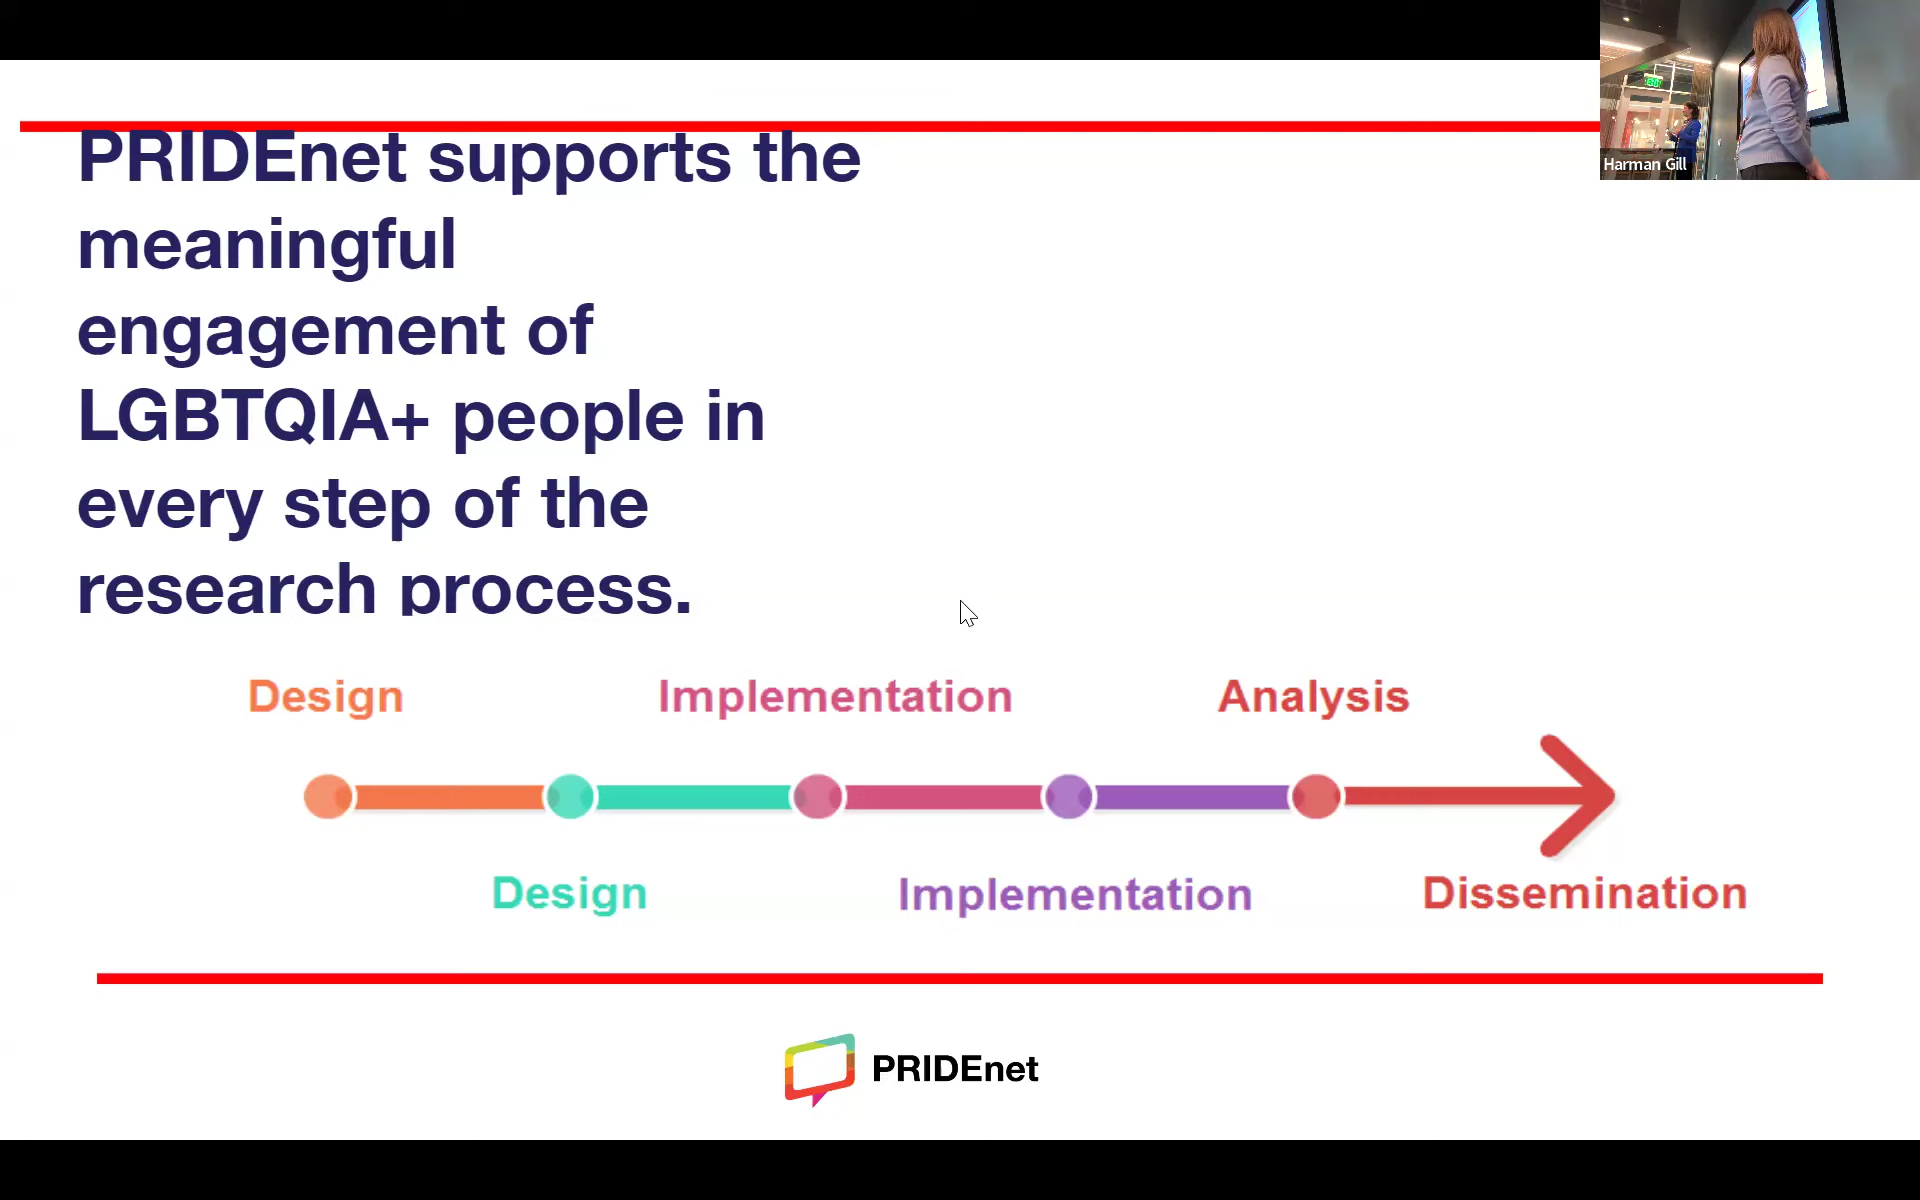 PRIDEnet supports the
meaningful
engagement of
LGBTQIA+ people in
every step of the
research process.
Harman Gill
EXIT
Design
Implementation
Analysis
Design
Implementation
Dissemination
PRIDEnet